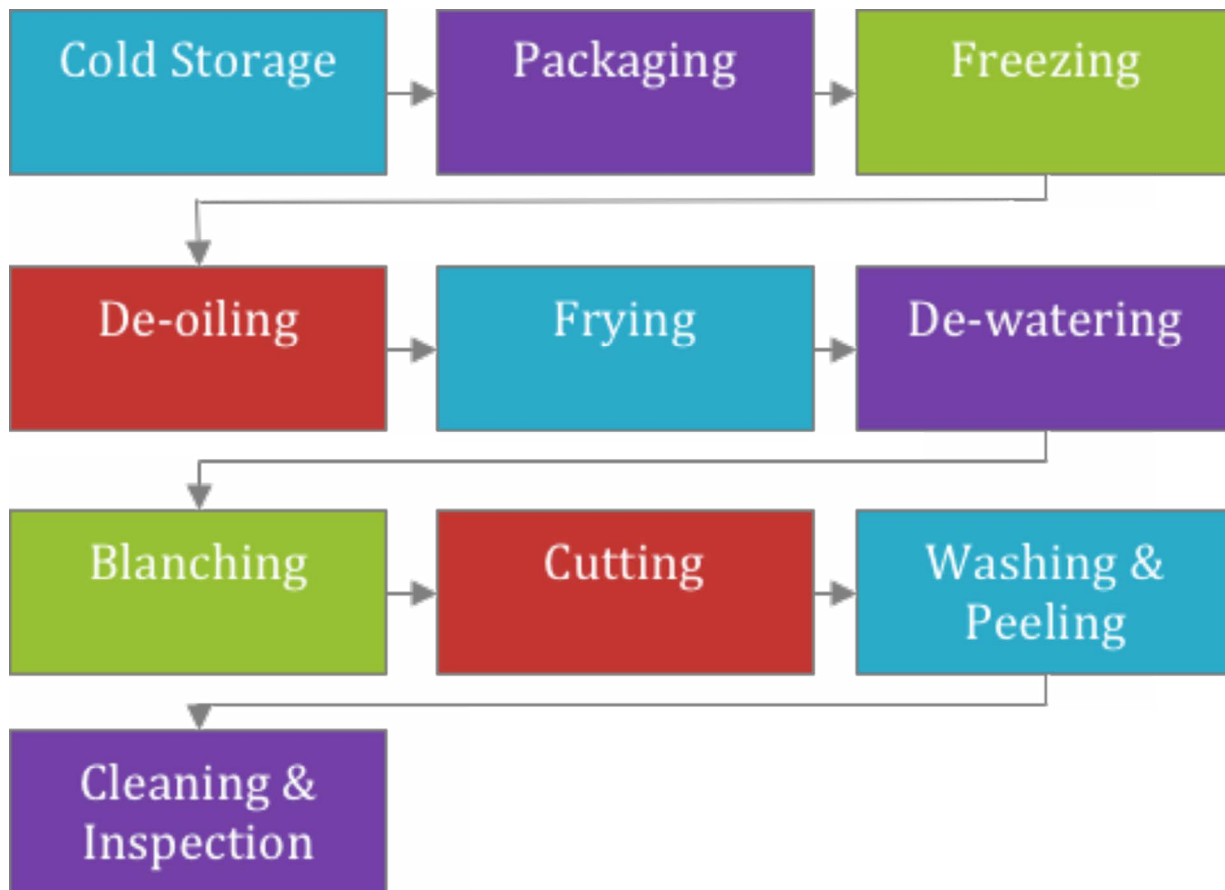 Cold Storage
Packaging
Freezing
De-oiling
Frying
De-watering
Blanching
Cutting
Washing &
Peeling
Cleaning &
Inspection